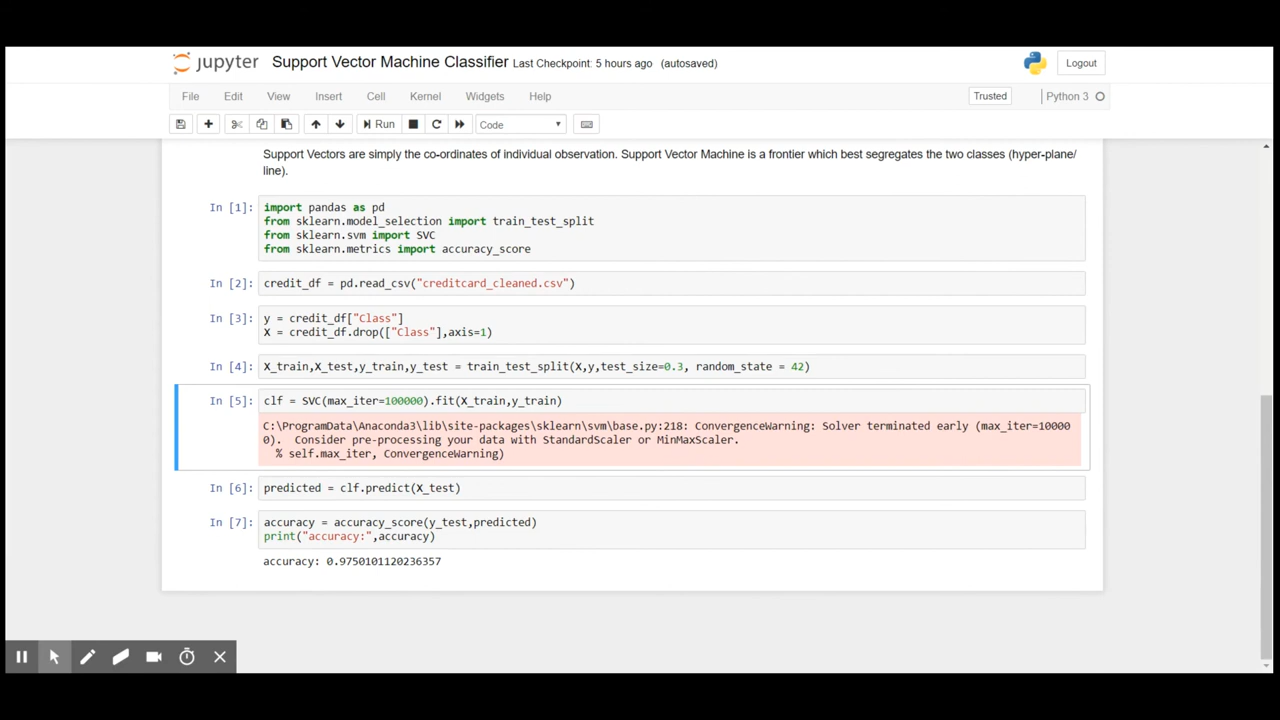 jupyter Support Vector Machine Classifier Last Checkpoint: 5 hours ago (autosaved) Logout
File Edit View Insert Cell Kernel Widgets Help Trusted Python 3
Run Code
Support Vectors are simply the co-ordinates of individual observation. Support Vector Machine is a frontier which best segregates the two classes (hyper-plane/
line).
In [1]: import pandas as pd
from sklearn.model_selection import train_test_split
from sklearn.svm import SVC
from sklearn.metrics import accuracy_score
In [2]: credit_df = pd.read_csv("creditcard_cleaned.csv")
In [3]: y = credit_df["Class"]
X = credit_df.drop(["Class"],axis=1)
In [4]: X_train,X_test,y_train,y_test = train_test_split(X,y,test_size=0.3, random_state = 42)
In [5]: clf = SVC(max_iter=100000).fit(X_train,y_train)
C:\ProgramData\Anaconda3\lib\site-packages\sklearn\svm\base.py:218: ConvergenceWarning: Solver terminated early (max_iter=10000
0).  Consider pre-processing your data with StandardScaler or MinMaxScaler.
% self.max_iter, ConvergenceWarning)
In [6]: predicted = clf.predict(X_test)
In [7]: accuracy = accuracy_score(y_test,predicted)
print("accuracy:",accuracy)
accuracy: 0.9750101120236357